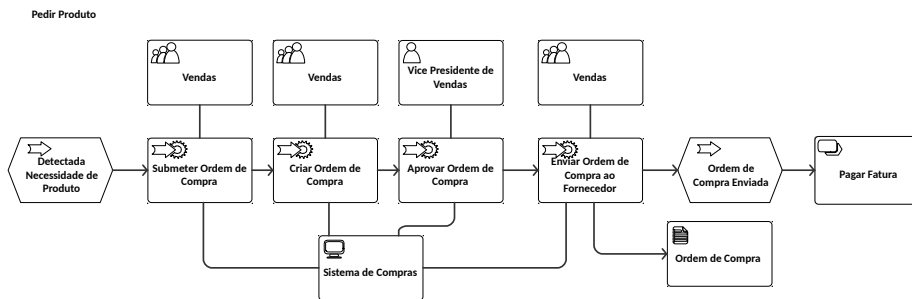 Pedir Produto
Vendas
Vendas
Vice Presidente de
Vendas
Vendas
Detectada
Necessidade de
Produto
Submeter Ordem de
Compra
Criar Ordem de
Compra
Aprovar Ordem de
Compra
Enviar Ordem de
Compra ao
Fornecedor
Ordem de
Compra Enviada
Pagar Fatura
Sistema de Compras
Ordem de Compra